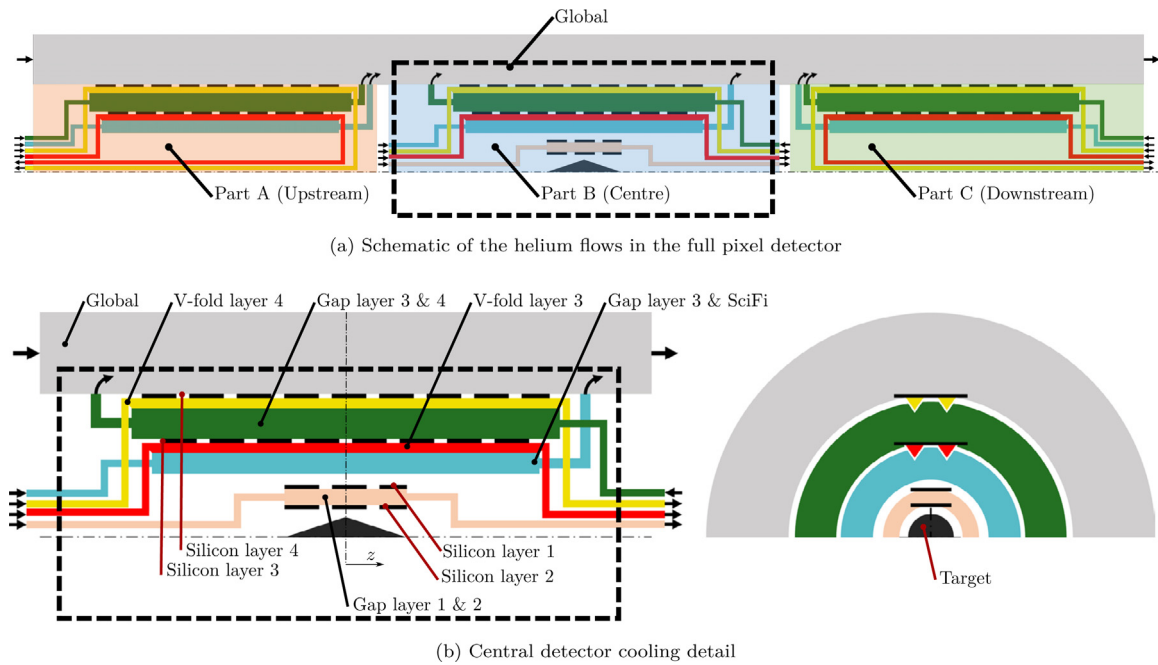 Global
Part A (Upstream)
Part B (Centre)
Part C (Downstream)
(a) Schematic of the helium flows in the full pixel detector
Global
V-fold layer 4
Gap layer 3 & 4
V-fold layer 3
Gap layer 3 & SciFi
Silicon layer 4
Silicon layer 3
z
Silicon layer 1
Silicon layer 2
Gap layer 1 & 2
Target
(b) Central detector cooling detail